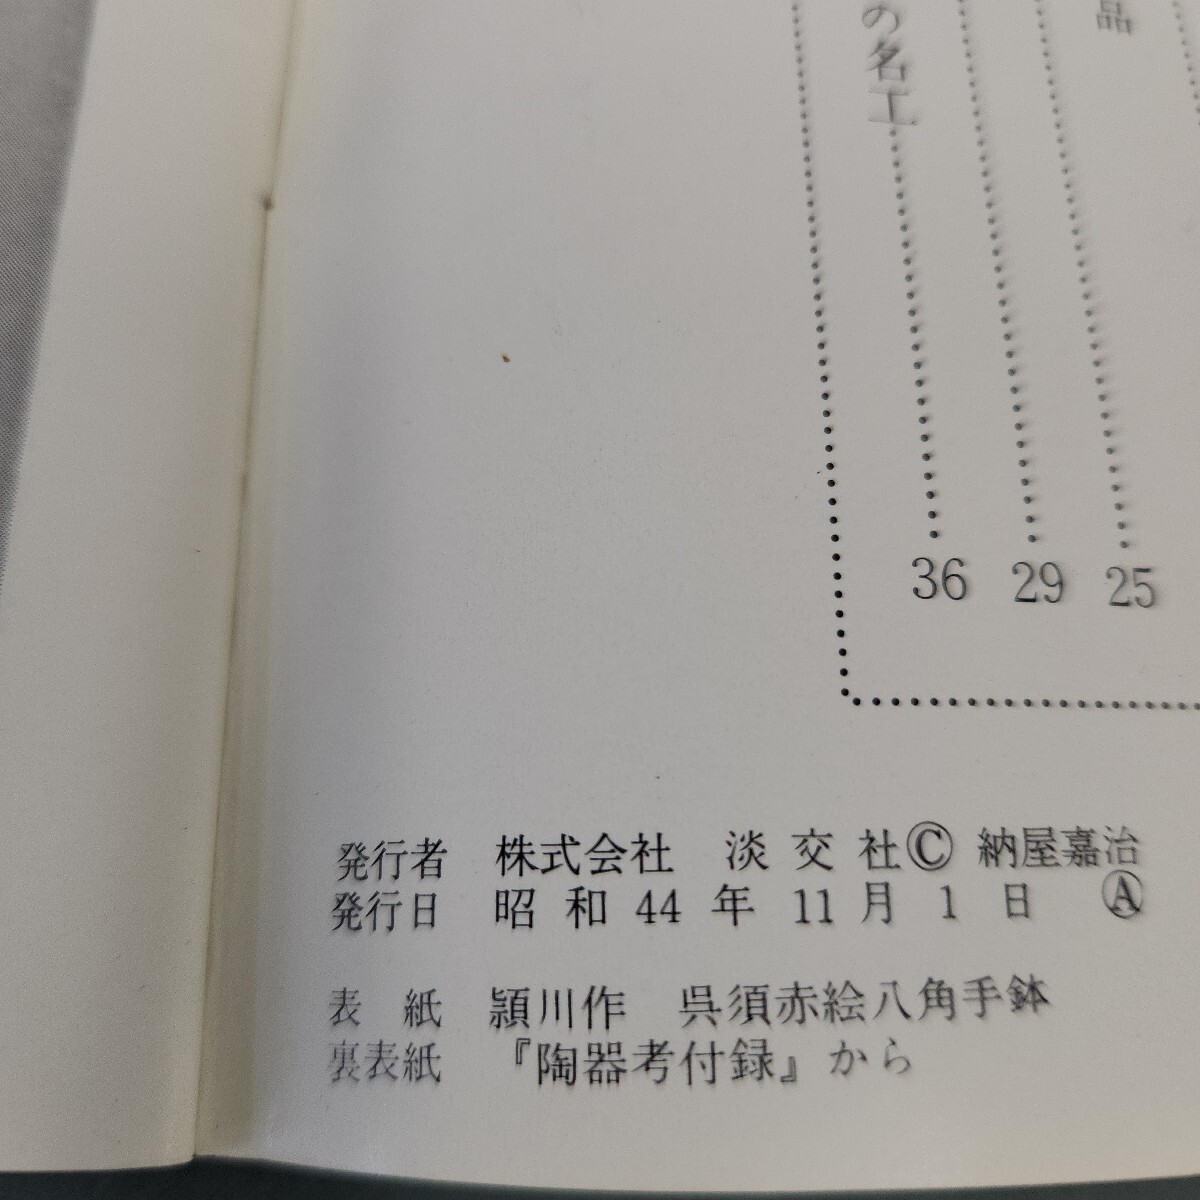 品
25
29
の名工
36
発行者 株式会社 淡交社Ⓒ 納屋嘉治
発行日 昭和44年11月1日 Ⓐ
表紙 頴川作 呉須赤絵八角手鉢
裏表紙 『陶器考付録』から